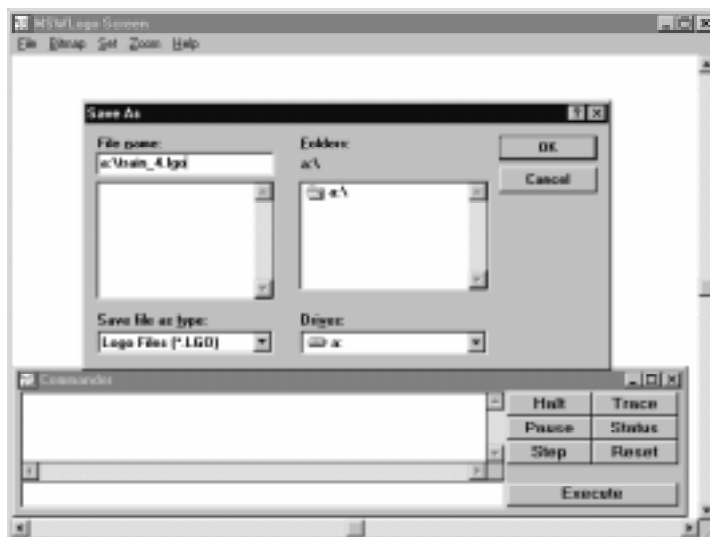 MSWLogo Screen
File Bitmap Set Zoom Help
Save As
File name:
a:\train_4.lgo
Folders:
a:\
OK
Cancel
a:\
Save file as type:
Logo Files (*.LGO)
Drives:
a:
Commander
Halt Trace
Pause Status
Step Reset
Execute